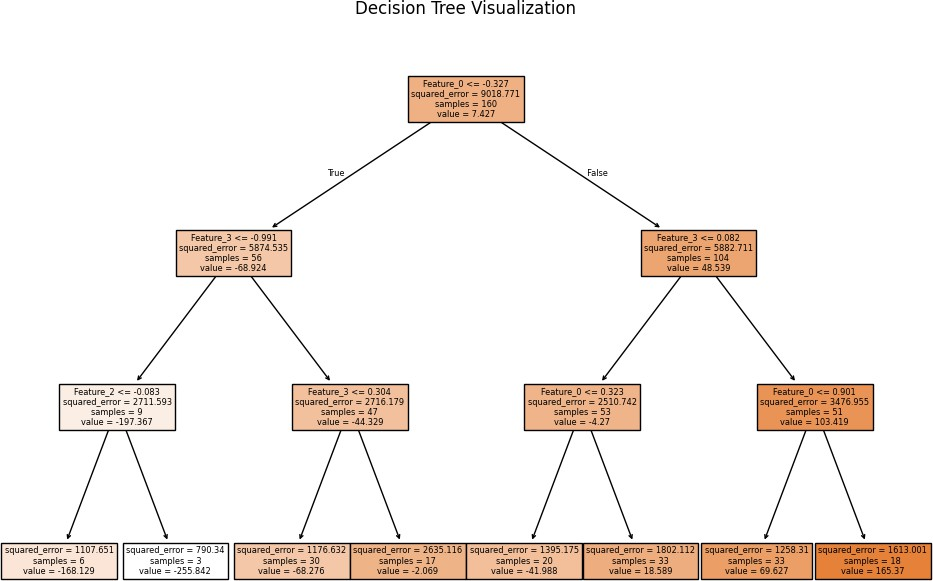 Decision Tree Visualization
Feature_0 <= -0.327
squared_error = 9018.771
samples = 160
value = 7.427
True
False
Feature_3 <= -0.991
squared_error = 5874.535
samples = 56
value = -68.924
Feature_3 <= 0.082
squared_error = 5882.711
samples = 104
value = 48.539
Feature_2 <= -0.083
squared_error = 2711.593
samples = 9
value = -197.367
Feature_3 <= 0.304
squared_error = 2716.179
samples = 47
value = -44.329
Feature_0 <= 0.323
squared_error = 2510.742
samples = 53
value = -4.27
Feature_0 <= 0.901
squared_error = 3476.955
samples = 51
value = 103.419
squared_error = 1107.651
samples = 6
value = -168.129
squared_error = 790.34
samples = 3
value = -255.842
squared_error = 1176.632
samples = 30
value = -68.276
squared_error = 2635.116
samples = 17
value = -2.069
squared_error = 1395.175
samples = 20
value = -41.988
squared_error = 1802.112
samples = 33
value = 18.589
squared_error = 1258.31
samples = 33
value = 69.627
squared_error = 1613.001
samples = 18
value = 165.37